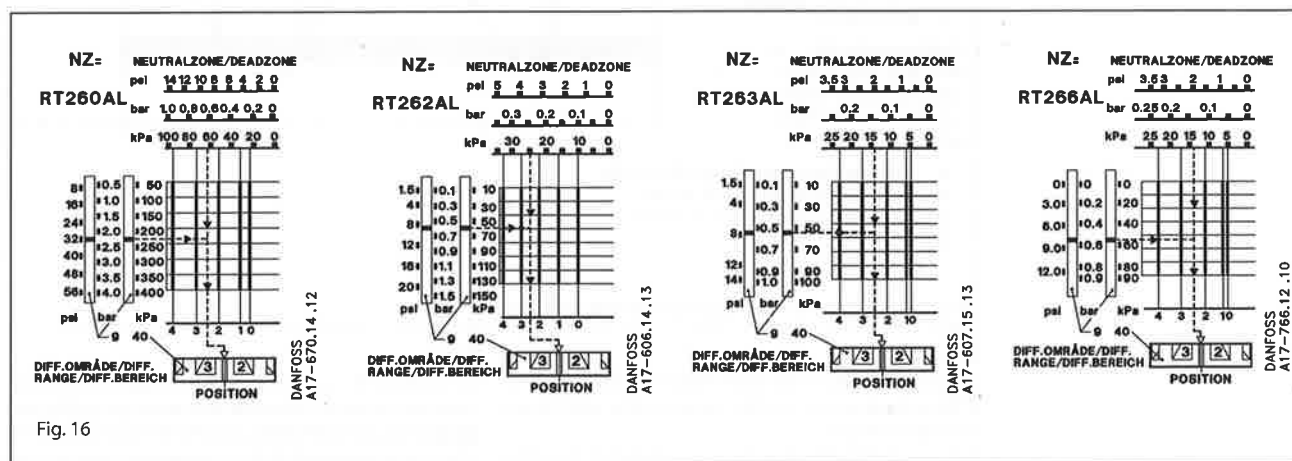 NZ= NEUTRALZONE/DEADZONE
psi 14 12 10 8 6 4 2 0
RT260AL
bar 1.0 0,8 0.6 0.4 0.2 0
kPa 100 80 60 40 20 0
8 0.5 50
16 1.0 100
1.5 150
24 2.0 200
32 2.5 250
40 3.0 300
48 3.5 350
56 4.0 400
psi bar kPa
4 3 2 1 0
9 40
DIFF.OMRÅDE/DIFF.
RANGE/DIFF.BEREICH
3 2
POSITION
DANFOSS
A17-670.14.12
NZ= NEUTRALZONE/DEADZONE
psi 5 4 3 2 1 0
RT262AL
bar 0.3 0.2 0.1 0
kPa 30 20 10 0
1.5 0.1 10
4 0.3 30
8 0.5 50
0.7 70
12 0.9 90
16 1.1 110
1.3 130
20 1.5 150
psi bar kPa
4 3 2 1 0
9 40
DIFF.OMRÅDE/DIFF.
RANGE/DIFF.BEREICH
3 2
POSITION
DANFOSS
A17-606.14.13
NZ= NEUTRALZONE/DEADZONE
psi 3.5 3 2 1 0
RT263AL
bar 0.2 0.1 0
kPa 25 20 15 10 5 0
1.5 0.1 10
4 0.3 30
8 0.5 50
0.7 70
12 0.9 90
14 1.0 100
psi bar kPa
4 3 2 1 0
9 40
DIFF.OMRÅDE/DIFF.
RANGE/DIFF.BEREICH
3 2
POSITION
DANFOSS
A17-607.15.13
NZ= NEUTRALZONE/DEADZONE
psi 3.5 3 2 1 0
RT266AL
bar 0.25 0.2 0.1 0
kPa 25 20 15 10 5 0
0 0 0
3.0 0.2 20
6.0 0.4 40
9.0 0.6 60
12.0 0.8 80
0.9 90
psi bar kPa
4 3 2 1 0
9 40
DIFF.OMRÅDE/DIFF.
RANGE/DIFF.BEREICH
3 2
POSITION
DANFOSS
A17-766.12.10
Fig. 16